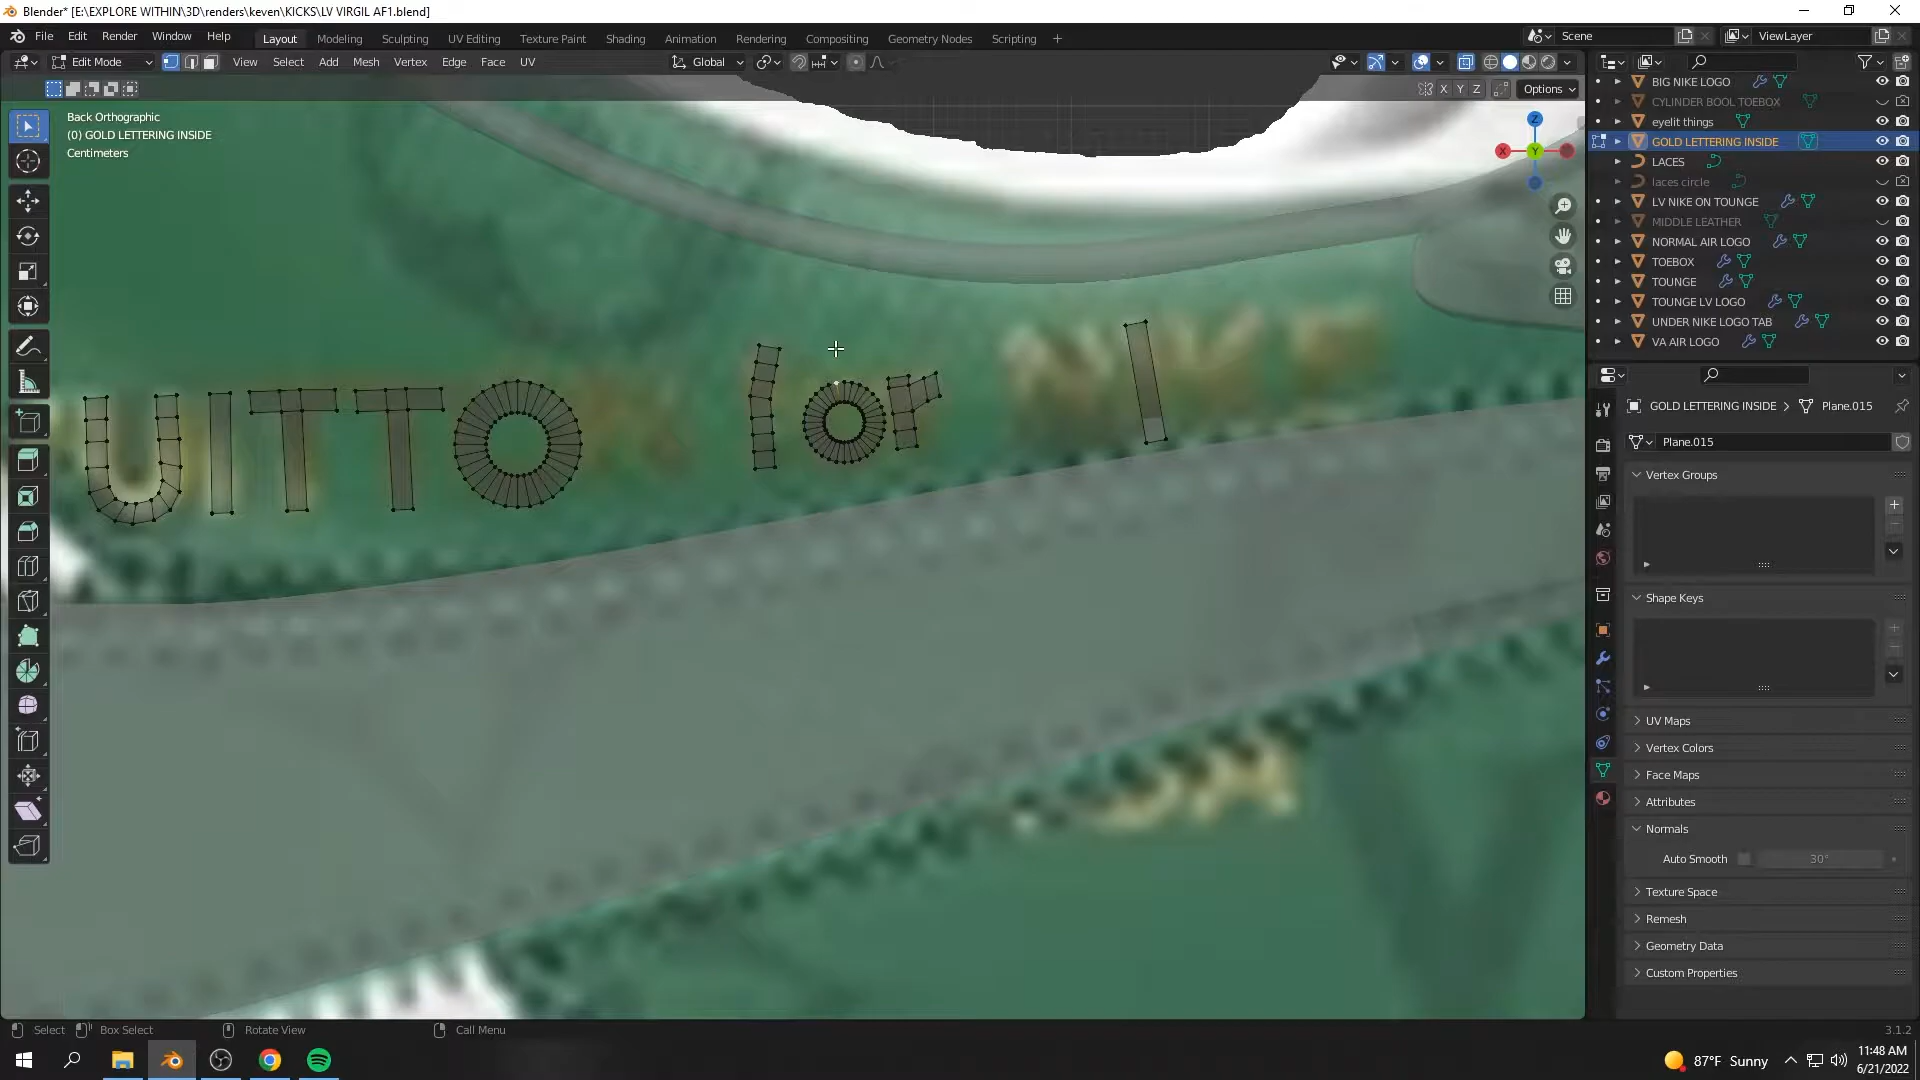 Blender* [E:\EXPLORE WITHIN\3D\renders\keven\KICKS\LV VIRGIL AF1.blend]
File Edit Render Window Help
Layout Modeling Sculpting UV Editing Texture Paint Shading Animation Rendering Compositing Geometry Nodes Scripting +
Scene ViewLayer
Edit Mode View Select Add Mesh Vertex Edge Face UV
Global
X Y Z Options
Back Orthographic
(0) GOLD LETTERING INSIDE
Centimeters
Z
X Y
UITTO for
NIKE
BIG NIKE LOGO
CYLINDER BOOL TOEBOX
eyelit things
GOLD LETTERING INSIDE
LACES
laces circle
LV NIKE ON TOUNGE
MIDDLE LEATHER
NORMAL AIR LOGO
TOEBOX
TOUNGE
TOUNGE LV LOGO
UNDER NIKE LOGO TAB
VA AIR LOGO
GOLD LETTERING INSIDE > Plane.015
Plane.015
Vertex Groups
Shape Keys
UV Maps
Vertex Colors
Face Maps
Attributes
Normals
Auto Smooth 30°
Texture Space
Remesh
Geometry Data
Custom Properties
Select Box Select Rotate View Call Menu
3.1.2
87°F Sunny
11:48 AM
6/21/2022